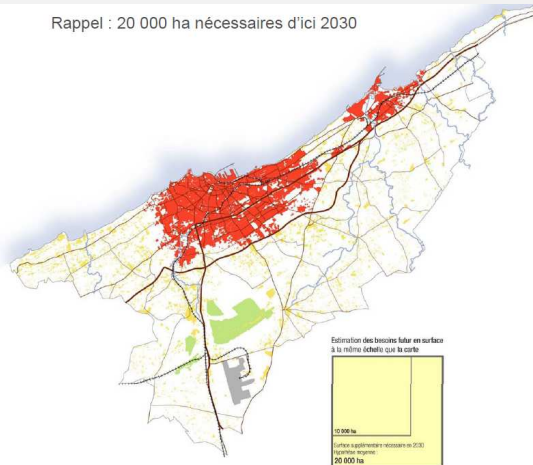 Rappel : 20 000 ha nécessaires d'ici 2030
Estimation des besoins futur en surface
à la même échelle que la carte
10 000 ha
Surface supplémentaire nécessaire en 2030
Hypothèse moyenne
20 000 ha